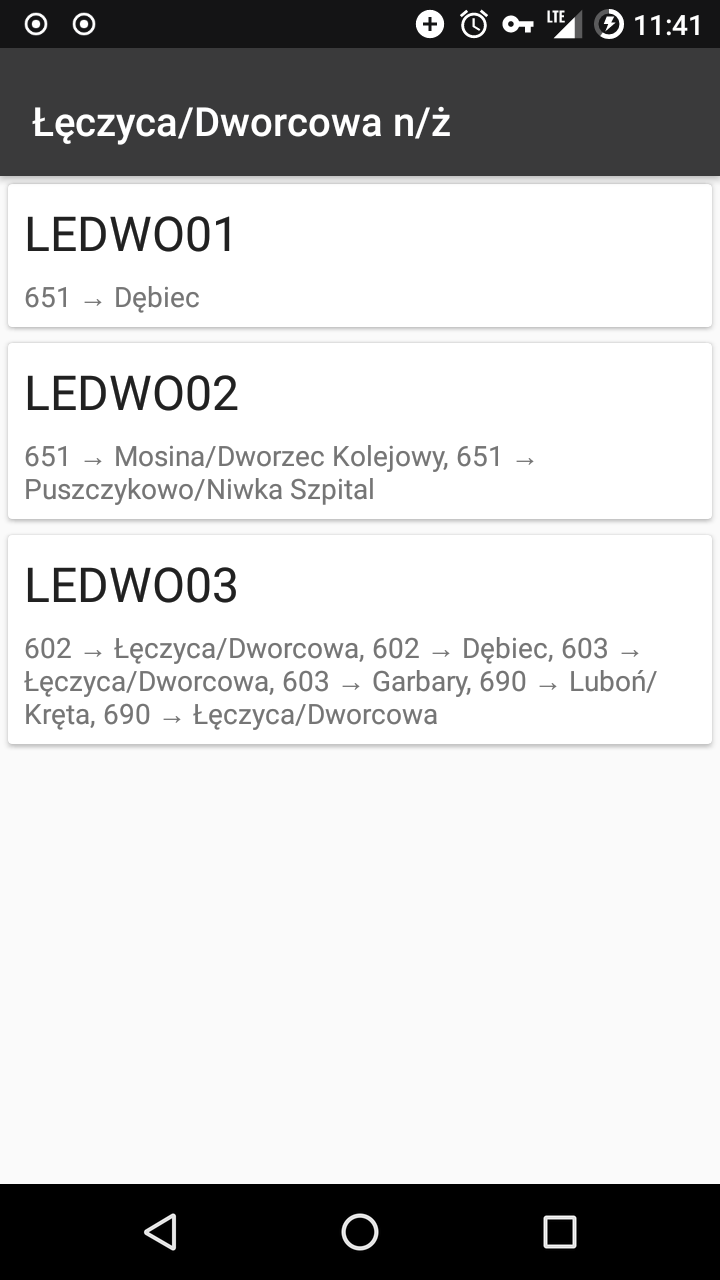 LTE 11:41
Łęczyca/Dworcowa n/ż
LEDWO01
651 → Dębiec
LEDWO02
651 → Mosina/Dworzec Kolejowy, 651 →
Puszczykowo/Niwka Szpital
LEDWO03
602 → Łęczyca/Dworcowa, 602 → Dębiec, 603 →
Łęczyca/Dworcowa, 603 → Garbary, 690 → Luboń/
Kręta, 690 → Łęczyca/Dworcowa